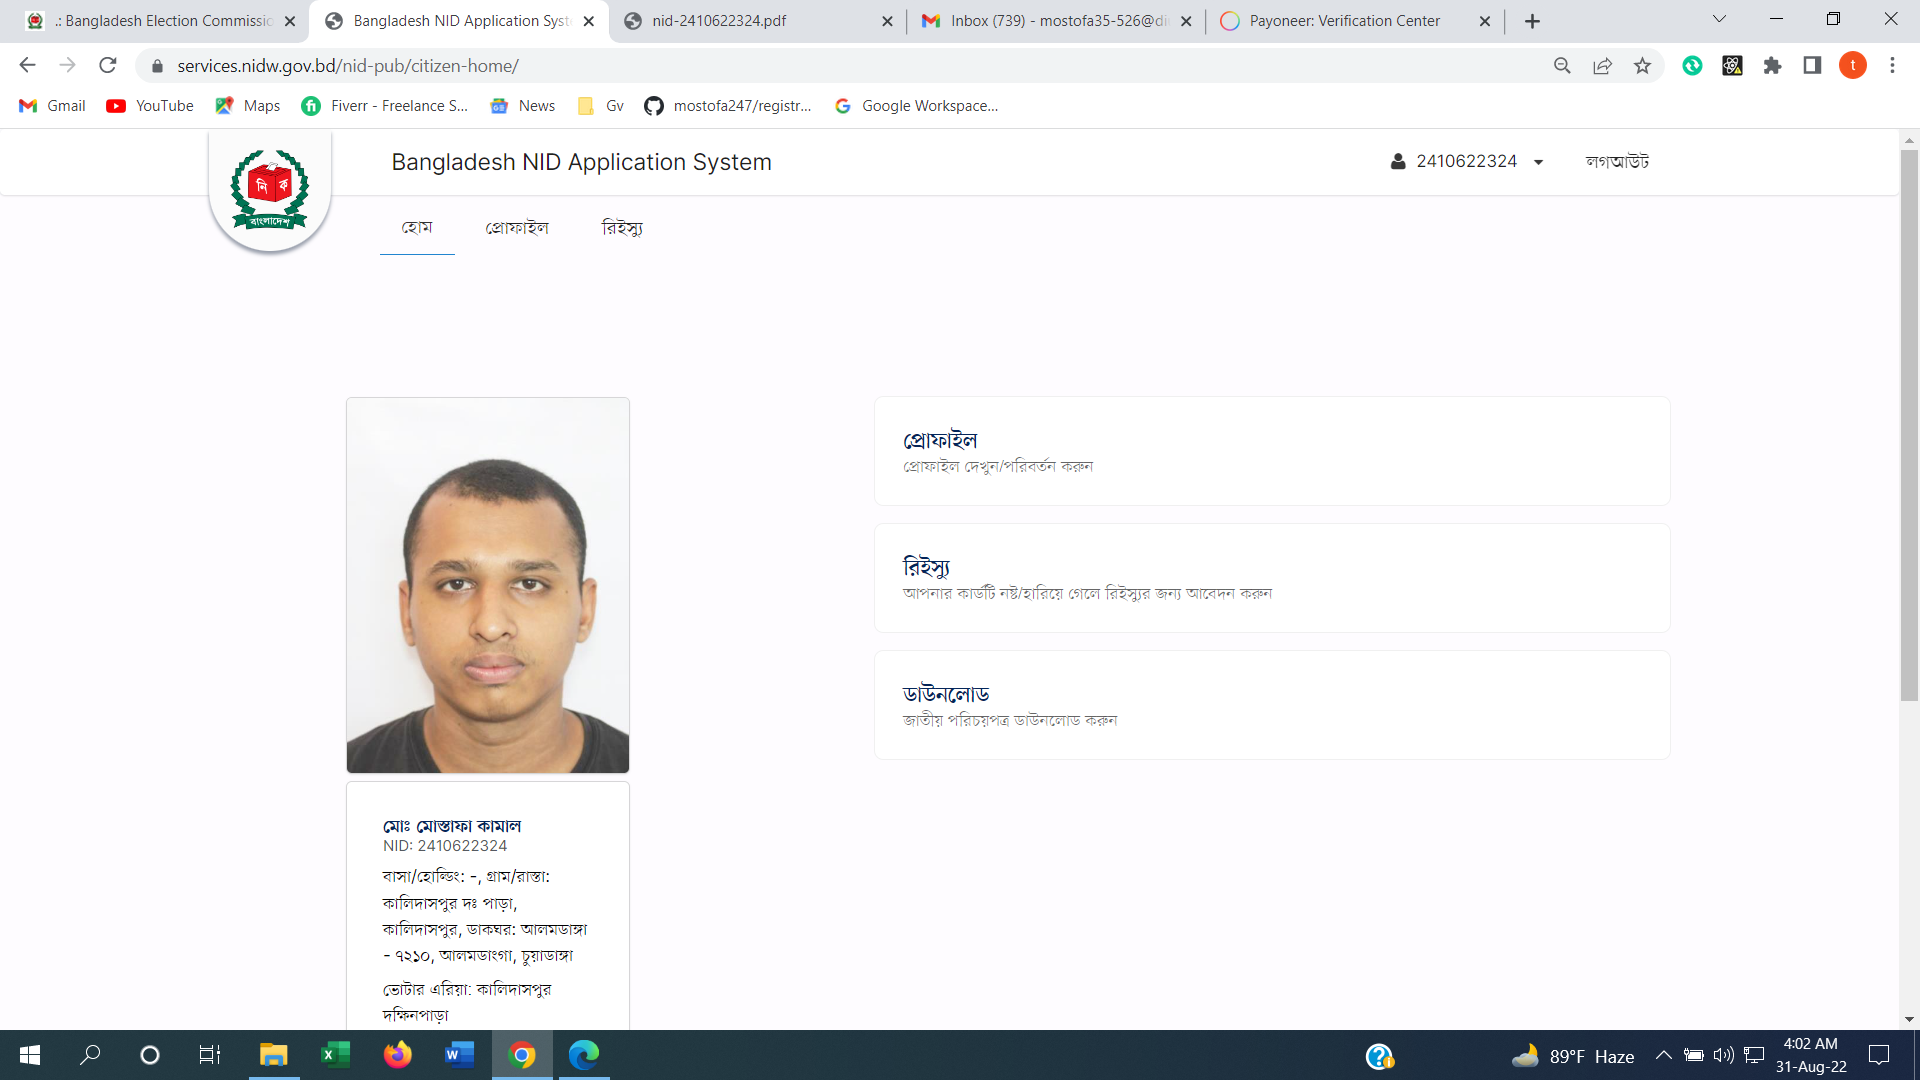 .: Bangladesh Election Commissio
Bangladesh NID Application Syst
nid-2410622324.pdf
Inbox (739) - mostofa35-526@di
Payoneer: Verification Center
services.nidw.gov.bd/nid-pub/citizen-home/
t
Gmail
YouTube
Maps
Fiverr - Freelance S...
News
Gv
mostofa247/registr...
Google Workspace...
নি ক
বাংলাদেশ
Bangladesh NID Application System
2410622324
লগআউট
হোম
প্রোফাইল
রিইস্যু
প্রোফাইল
প্রোফাইল দেখুন/পরিবর্তন করুন
রিইস্যু
আপনার কার্ডটি নষ্ট/হারিয়ে গেলে রিইস্যুর জন্য আবেদন করুন
ডাউনলোড
জাতীয় পরিচয়পত্র ডাউনলোড করুন
মোঃ মোস্তাফা কামাল
NID: 2410622324
বাসা/হোল্ডিং: -, গ্রাম/রাস্তা:
কালিদাসপুর দঃ পাড়া,
কালিদাসপুর, ডাকঘর: আলমডাঙ্গা
- ৭২১০, আলমডাংগা, চুয়াডাঙ্গা
ভোটার এরিয়া: কালিদাসপুর
দক্ষিনপাড়া
89°F Haze
4:02 AM
31-Aug-22